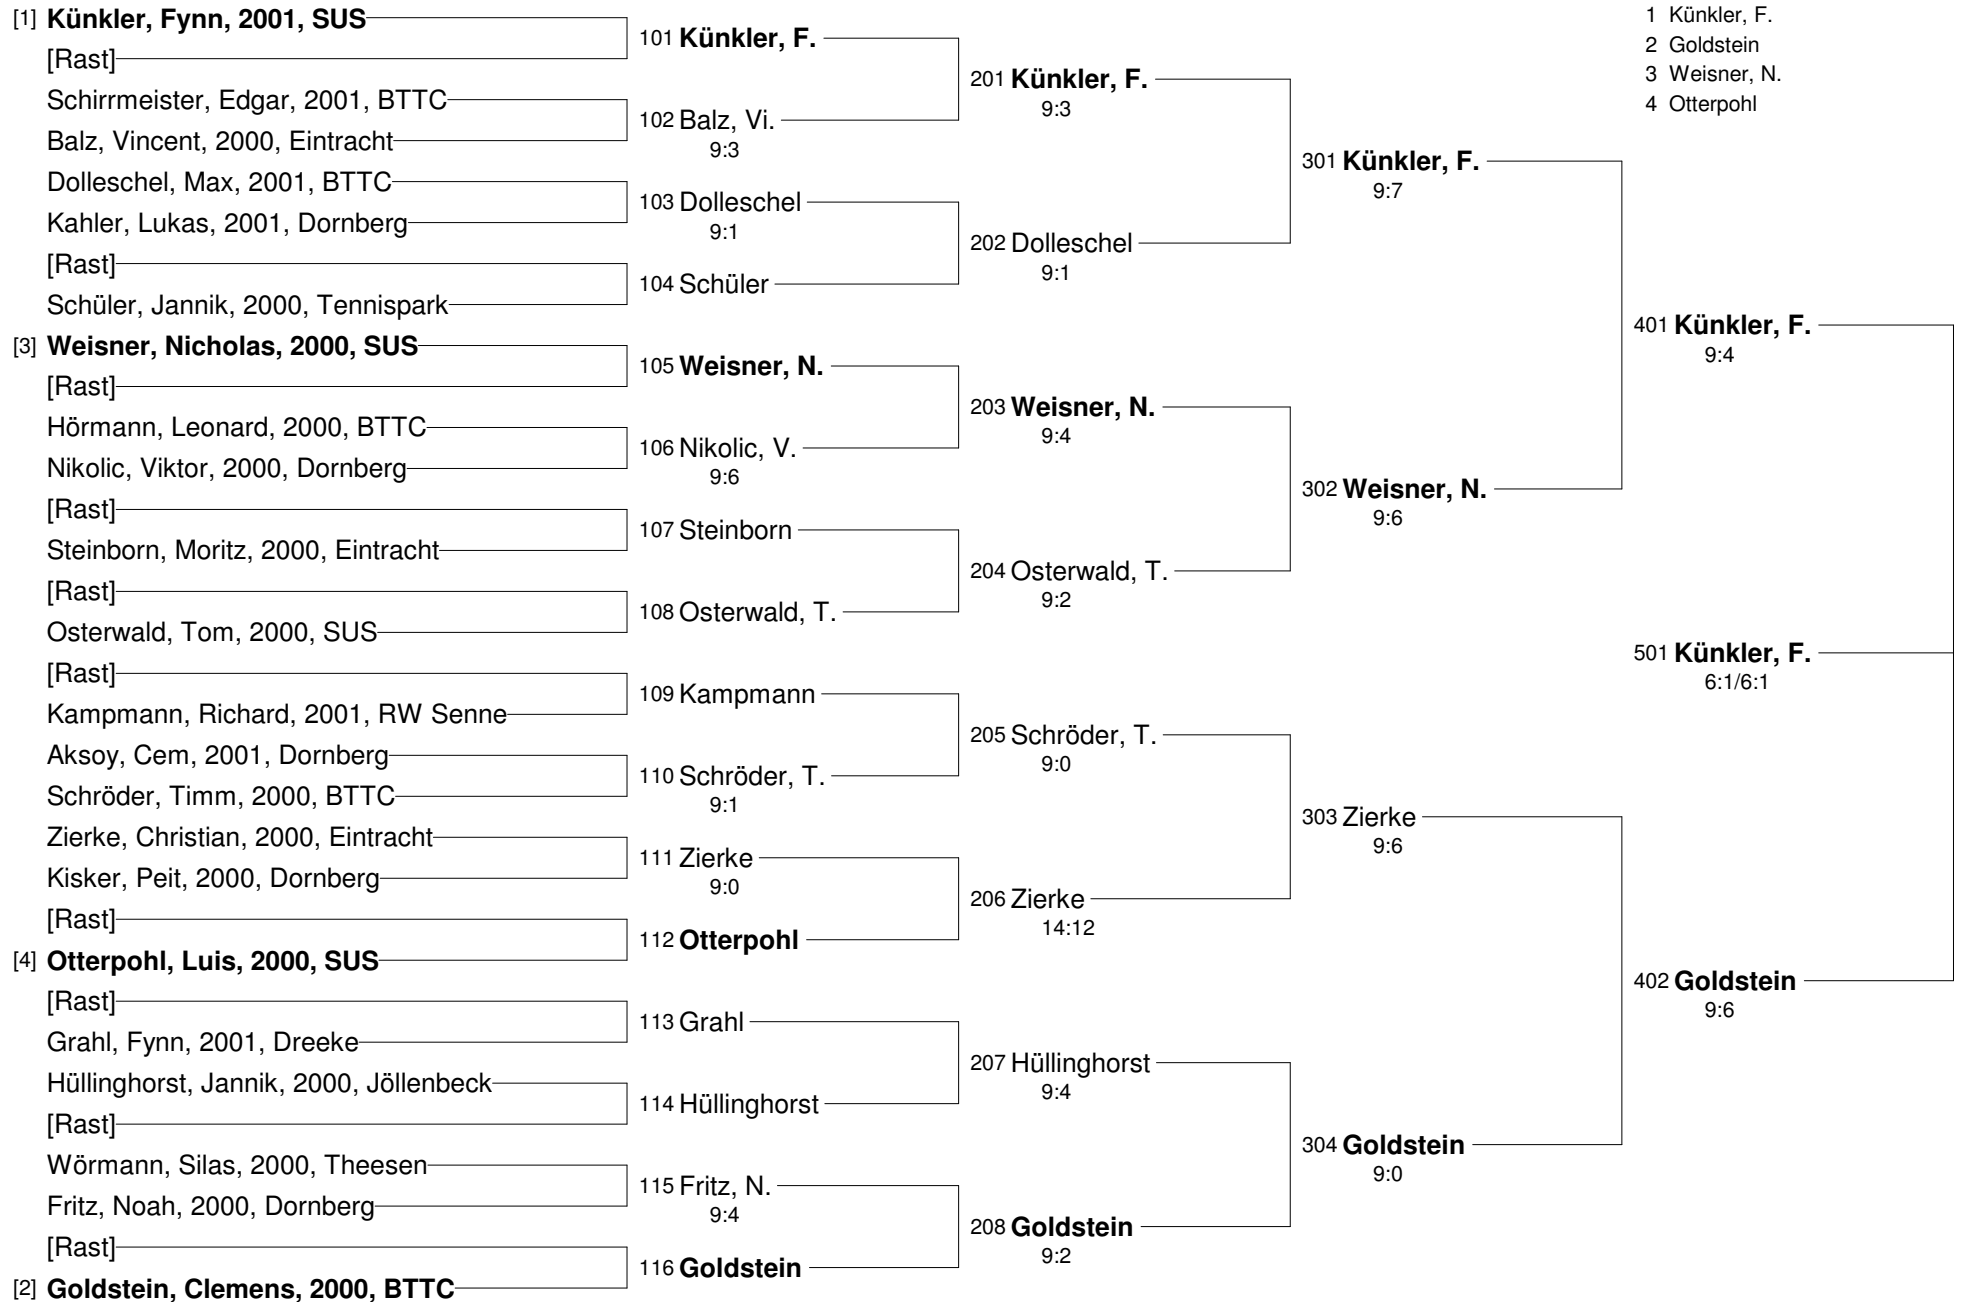 [1] Künkler, Fynn, 2001, SUS
[Rast]
Schirrmeister, Edgar, 2001, BTTC
Balz, Vincent, 2000, Eintracht
Dolleschel, Max, 2001, BTTC
Kahler, Lukas, 2001, Dornberg
[Rast]
Schüler, Jannik, 2000, Tennispark
[3] Weisner, Nicholas, 2000, SUS
[Rast]
Hörmann, Leonard, 2000, BTTC
Nikolic, Viktor, 2000, Dornberg
[Rast]
Steinborn, Moritz, 2000, Eintracht
[Rast]
Osterwald, Tom, 2000, SUS
[Rast]
Kampmann, Richard, 2001, RW Senne
Aksoy, Cem, 2001, Dornberg
Schröder, Timm, 2000, BTTC
Zierke, Christian, 2000, Eintracht
Kisker, Peit, 2000, Dornberg
[Rast]
[4] Otterpohl, Luis, 2000, SUS
[Rast]
Grahl, Fynn, 2001, Dreeke
Hüllinghorst, Jannik, 2000, Jöllenbeck
[Rast]
Wörmann, Silas, 2000, Theesen
Fritz, Noah, 2000, Dornberg
[Rast]
[2] Goldstein, Clemens, 2000, BTTC
101 Künkler, F.
102 Balz, Vi.
9:3
103 Dolleschel
9:1
104 Schüler
105 Weisner, N.
106 Nikolic, V.
9:6
107 Steinborn
108 Osterwald, T.
109 Kampmann
110 Schröder, T.
9:1
111 Zierke
9:0
112 Otterpohl
113 Grahl
114 Hüllinghorst
115 Fritz, N.
9:4
116 Goldstein
201 Künkler, F.
9:3
202 Dolleschel
9:1
203 Weisner, N.
9:4
204 Osterwald, T.
9:2
205 Schröder, T.
9:0
206 Zierke
14:12
207 Hüllinghorst
9:4
208 Goldstein
9:2
301 Künkler, F.
9:7
302 Weisner, N.
9:6
303 Zierke
9:6
304 Goldstein
9:0
401 Künkler, F.
9:4
402 Goldstein
9:6
501 Künkler, F.
6:1/6:1
1 Künkler, F.
2 Goldstein
3 Weisner, N.
4 Otterpohl